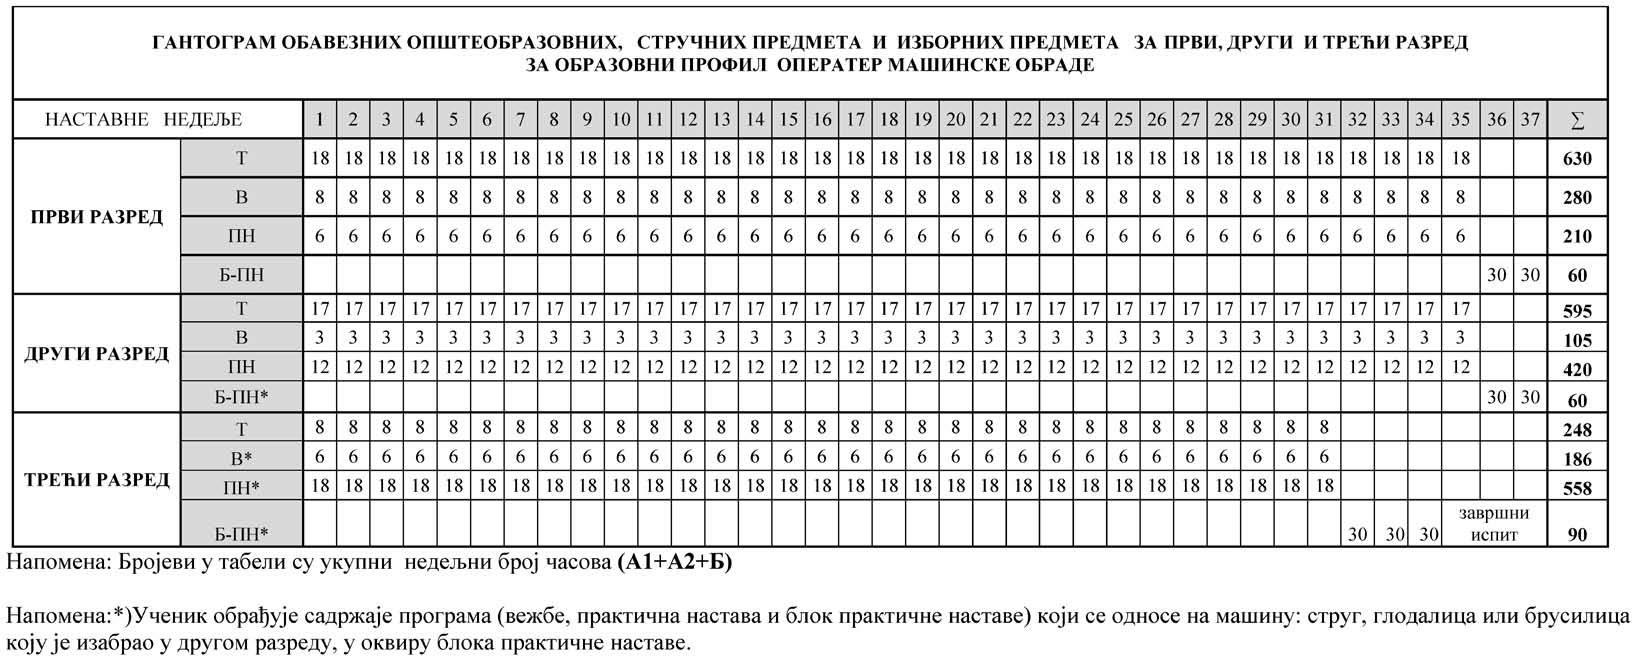 ГАНТОГРАМ ОБАВЕЗНИХ ОПШТЕОБРАЗОВНИХ, СТРУЧНИХ ПРЕДМЕТА И ИЗБОРНИХ ПРЕДМЕТА ЗА ПРВИ, ДРУГИ И ТРЕЋИ РАЗРЕД
ЗА ОБРАЗОВНИ ПРОФИЛ ОПЕРАТЕР МАШИНСКЕ ОБРАДЕ
НАСТАВНЕ НЕДЕЉЕ 1 2 3 4 5 6 7 8 9 10 11 12 13 14 15 16 17 18 19 20 21 22 23 24 25 26 27 28 29 30 31 32 33 34 35 36 37 ∑
ПРВИ РАЗРЕД
Т 18 18 18 18 18 18 18 18 18 18 18 18 18 18 18 18 18 18 18 18 18 18 18 18 18 18 18 18 18 18 18 18 18 18 18 630
В 8 8 8 8 8 8 8 8 8 8 8 8 8 8 8 8 8 8 8 8 8 8 8 8 8 8 8 8 8 8 8 8 8 8 8 280
ПН 6 6 6 6 6 6 6 6 6 6 6 6 6 6 6 6 6 6 6 6 6 6 6 6 6 6 6 6 6 6 6 6 6 6 6 210
Б-ПН 30 30 60
ДРУГИ РАЗРЕД
Т 17 17 17 17 17 17 17 17 17 17 17 17 17 17 17 17 17 17 17 17 17 17 17 17 17 17 17 17 17 17 17 17 17 17 17 595
В 3 3 3 3 3 3 3 3 3 3 3 3 3 3 3 3 3 3 3 3 3 3 3 3 3 3 3 3 3 3 3 3 3 3 3 105
ПН 12 12 12 12 12 12 12 12 12 12 12 12 12 12 12 12 12 12 12 12 12 12 12 12 12 12 12 12 12 12 12 12 12 12 12 420
Б-ПН* 30 30 60
ТРЕЋИ РАЗРЕД
Т 8 8 8 8 8 8 8 8 8 8 8 8 8 8 8 8 8 8 8 8 8 8 8 8 8 8 8 8 8 8 8 248
В* 6 6 6 6 6 6 6 6 6 6 6 6 6 6 6 6 6 6 6 6 6 6 6 6 6 6 6 6 6 6 6 186
ПН* 18 18 18 18 18 18 18 18 18 18 18 18 18 18 18 18 18 18 18 18 18 18 18 18 18 18 18 18 18 18 18 558
Б-ПН* 30 30 30 завршни испит 90
Напомена: Бројеви у табели су укупни недељни број часова (А1+А2+Б)
Напомена:*)Ученик обрађује садржаје програма (вежбе, практична настава и блок практичне наставе) који се односе на машину: струг, глодалица или брусилица
коју је изабрао у другом разреду, у оквиру блока практичне наставе.